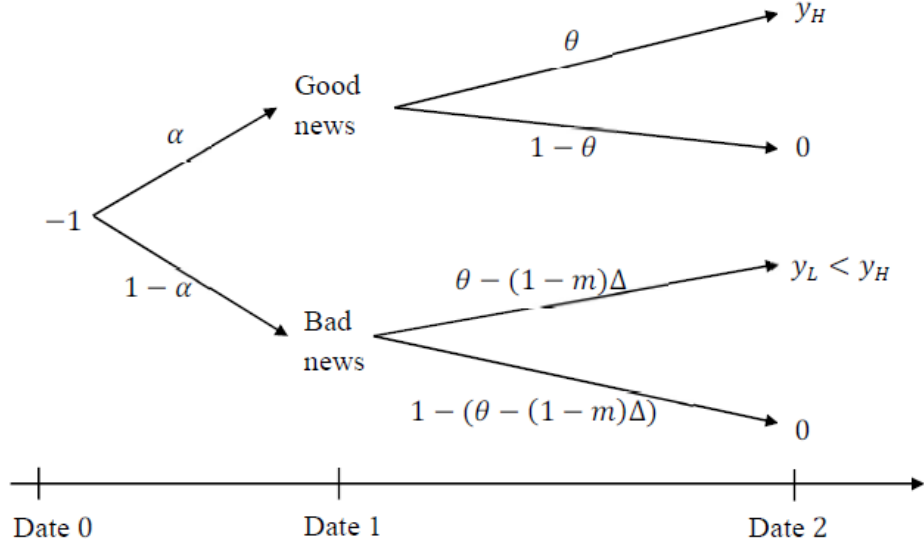 y_H
θ
Good
news
α
1 − θ
0
−1
1 − α
θ − (1 − m)Δ
y_L < y_H
Bad
news
1 − (θ − (1 − m)Δ)
0
Date 0
Date 1
Date 2